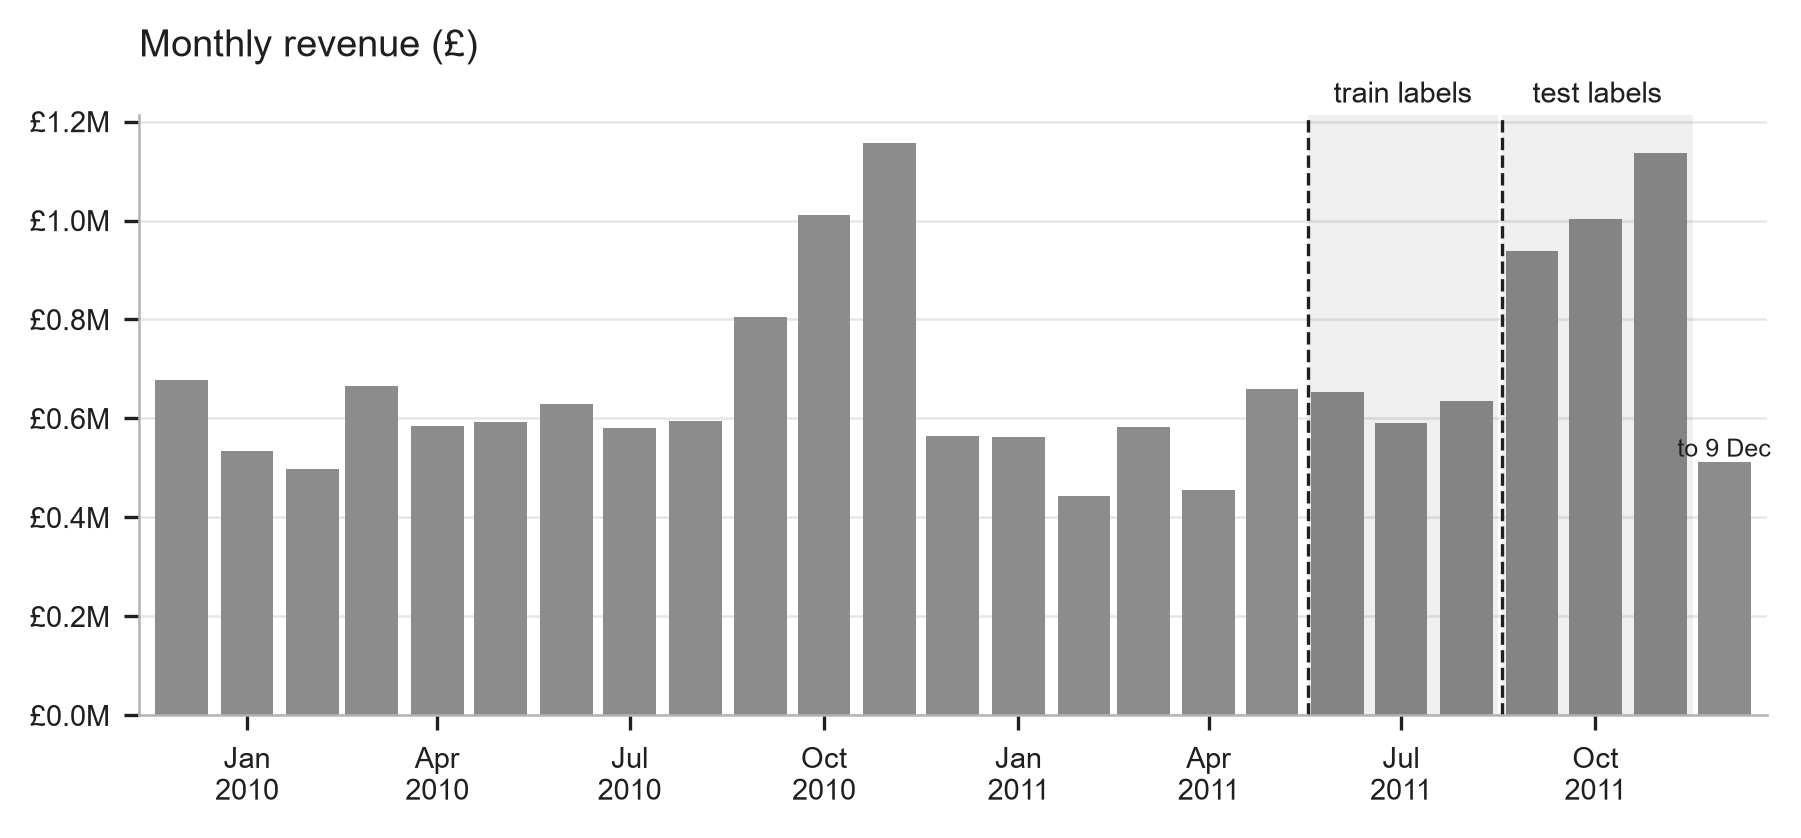 Monthly revenue (£)
train labels
test labels
£1.2M
£1.0M
£0.8M
£0.6M
£0.4M
£0.2M
£0.0M
to 9 Dec
Jan
2010
Apr
2010
Jul
2010
Oct
2010
Jan
2011
Apr
2011
Jul
2011
Oct
2011